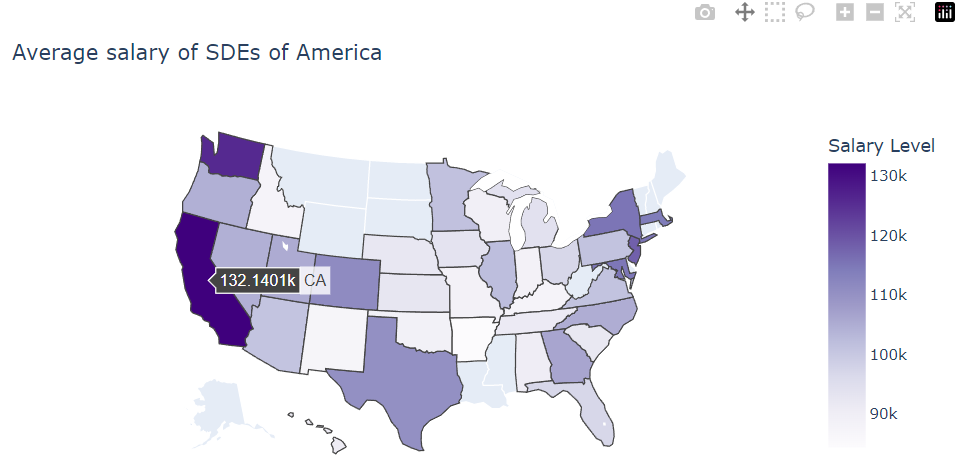 Average salary of SDEs of America
Salary Level
130k
120k
110k
100k
90k
132.1401k CA